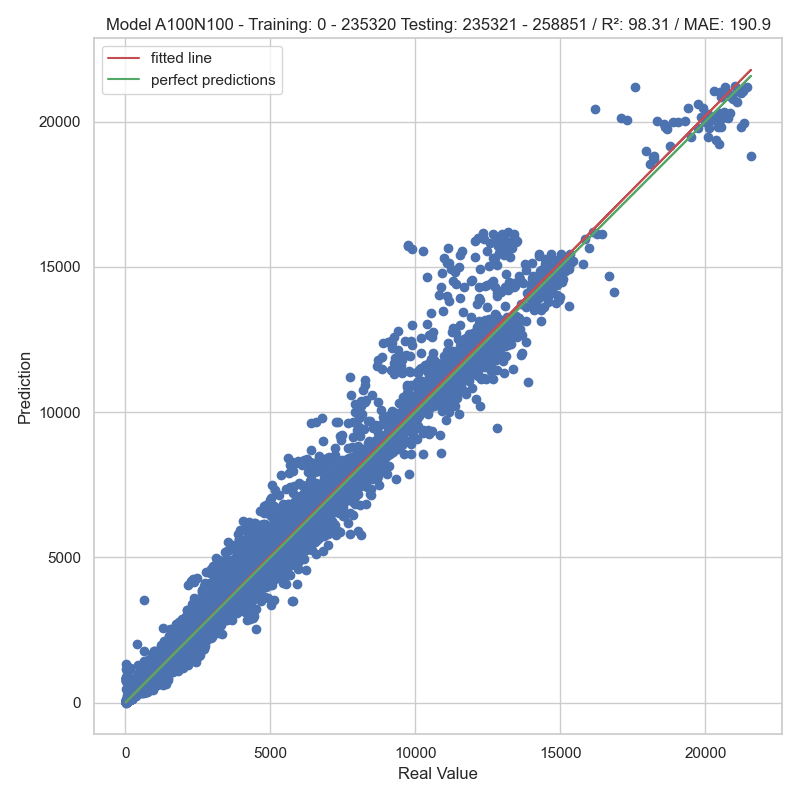 Model A100N100 - Training: 0 - 235320 Testing: 235321 - 258851 / R²: 98.31 / MAE: 190.9
fitted line
perfect predictions
20000
15000
10000
5000
0
Prediction
0 5000 10000 15000 20000
Real Value